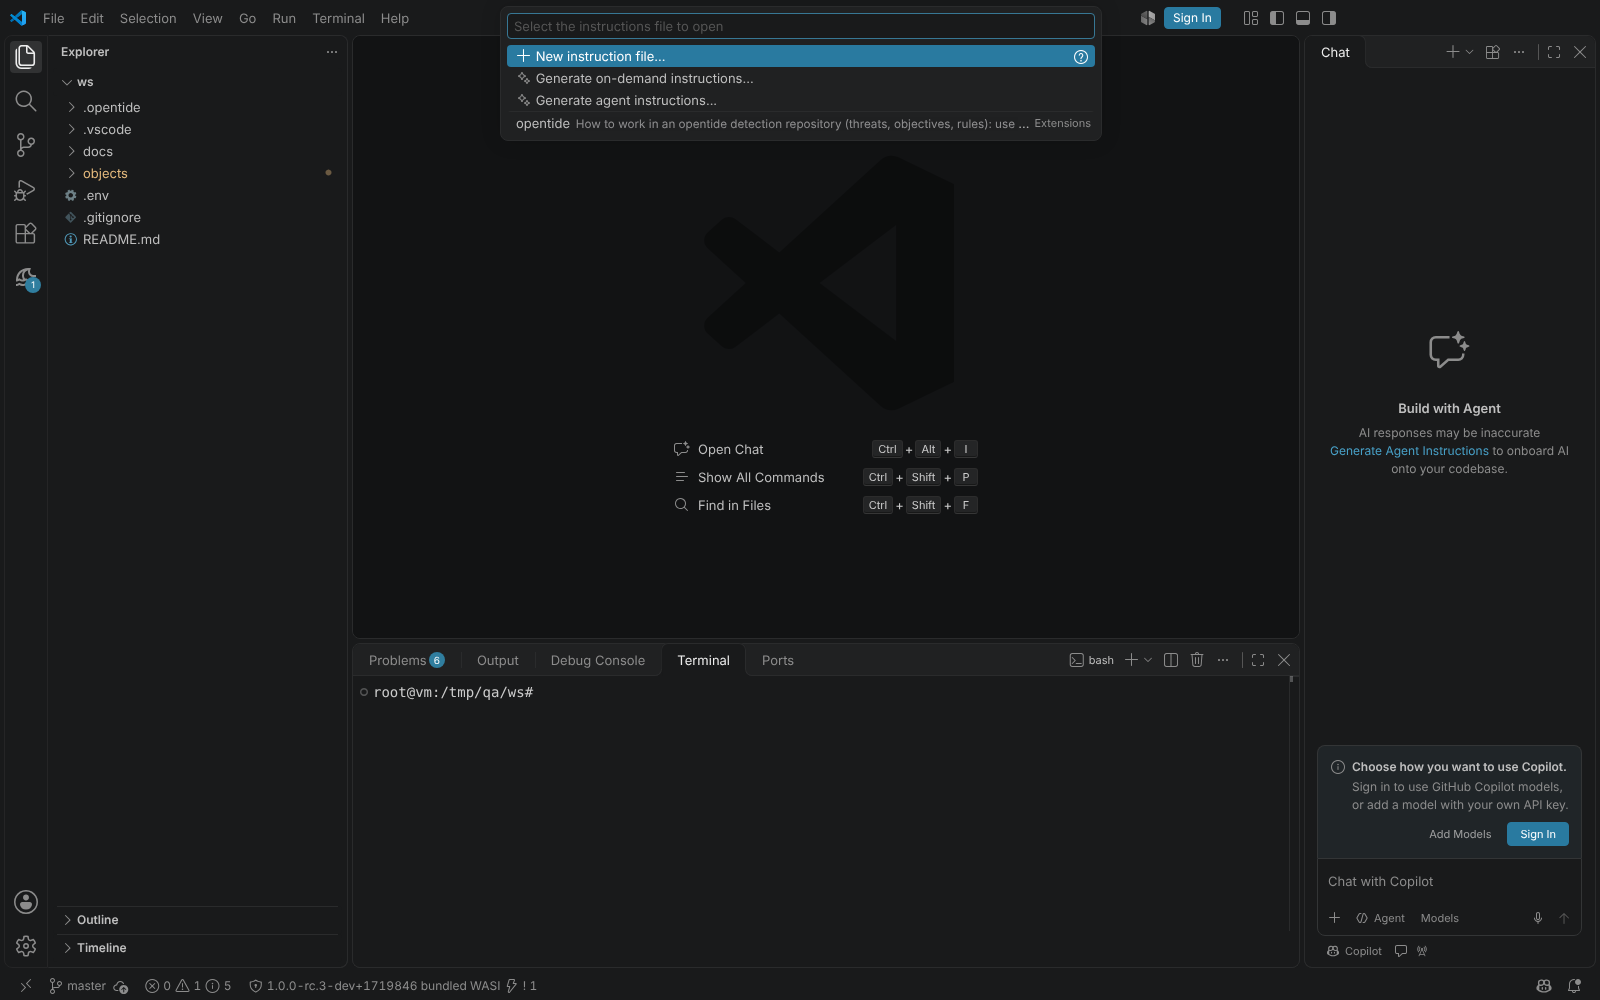 File Edit Selection View Go Run Terminal Help
Select the instructions file to open
New instruction file...
Generate on-demand instructions...
Generate agent instructions...
opentide How to work in an opentide detection repository (threats, objectives, rules): use ... Extensions
Sign In
Explorer
ws
.opentide
.vscode
docs
objects
.env
.gitignore
README.md
1
Outline
Timeline
Open Chat Ctrl + Alt + I
Show All Commands Ctrl + Shift + P
Find in Files Ctrl + Shift + F
Problems 6 Output Debug Console Terminal Ports
bash
root@vm:/tmp/qa/ws#
Chat
Build with Agent
AI responses may be inaccurate
Generate Agent Instructions to onboard AI
onto your codebase.
Choose how you want to use Copilot.
Sign in to use GitHub Copilot models,
or add a model with your own API key.
Add Models Sign In
Chat with Copilot
Agent Models
Copilot
master 0 1 5 1.0.0-rc.3-dev+1719846 bundled WASI ! 1